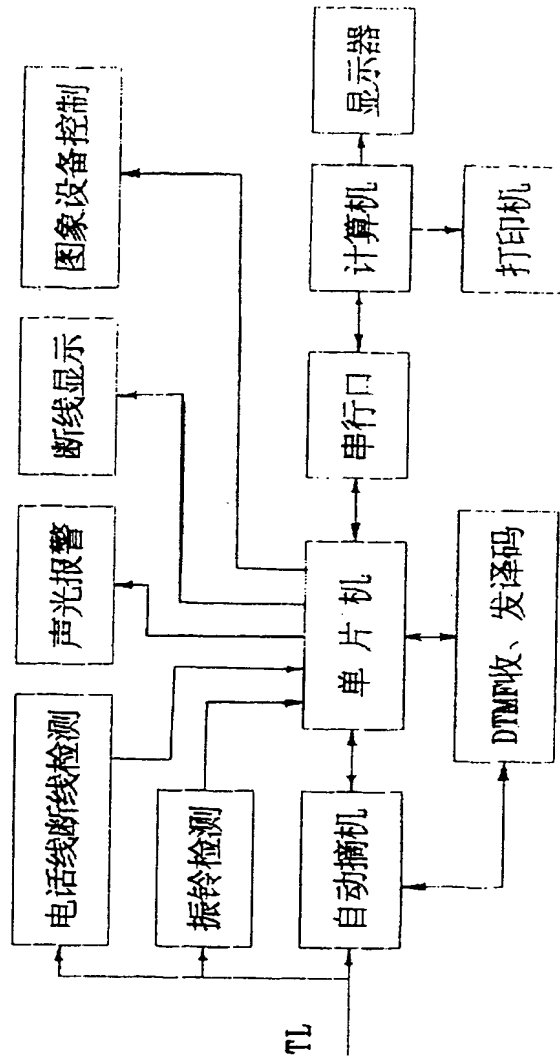 TL
电话线断线检测
声光报警
断线显示
图象设备控制
振铃检测
自动摘机
单片机
串行口
计算机
显示器
DTMF收、发译码
打印机